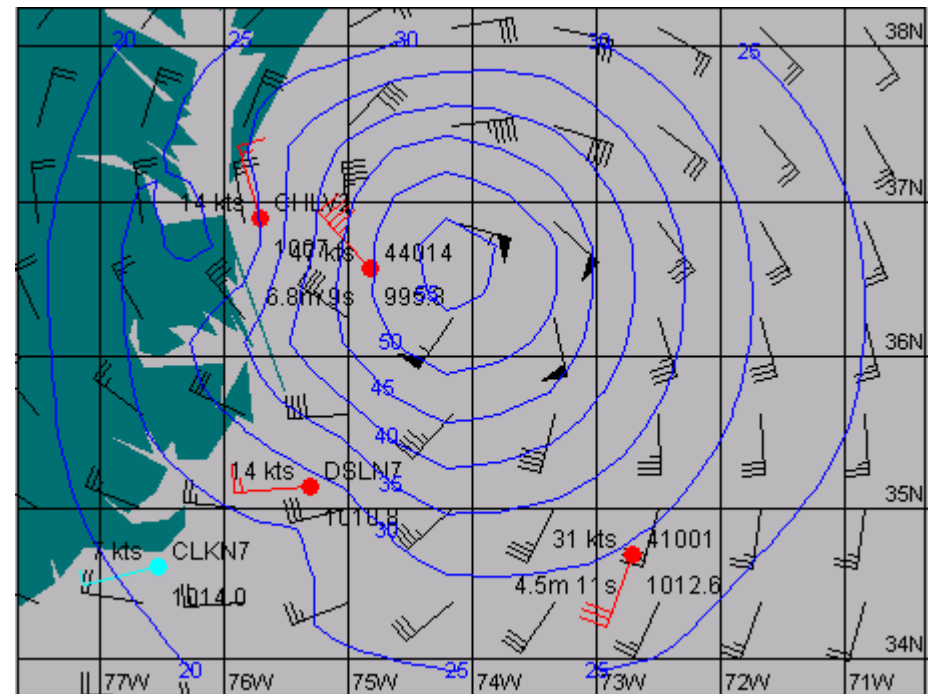 20
25
30
30
25
38N
37N
14 kts CHLV2
1007
47 kts 44014
6.8m 9s 995.8
55
50
36N
45
40
14 kts DSLN7
35
1010.8
30
35N
7 kts CLKN7
31 kts 41001
1014.0
4.5m 11s 1012.6
34N
20
25
25
77W
76W
75W
74W
73W
72W
71W